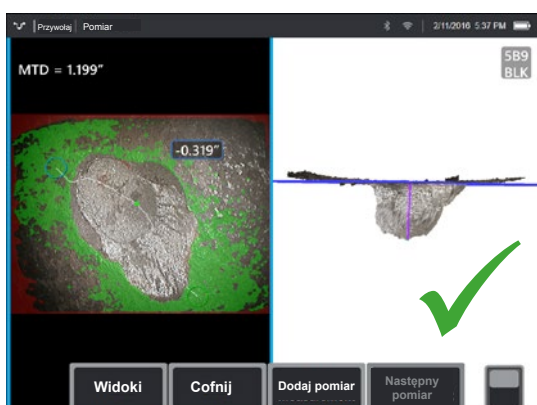 Przywołaj Pomiar 2/11/2016 5:37 PM
MTD = 1.199"
5B9
BLK
-0.319"
Widoki Cofnij Dodaj pomiar Następny
pomiar